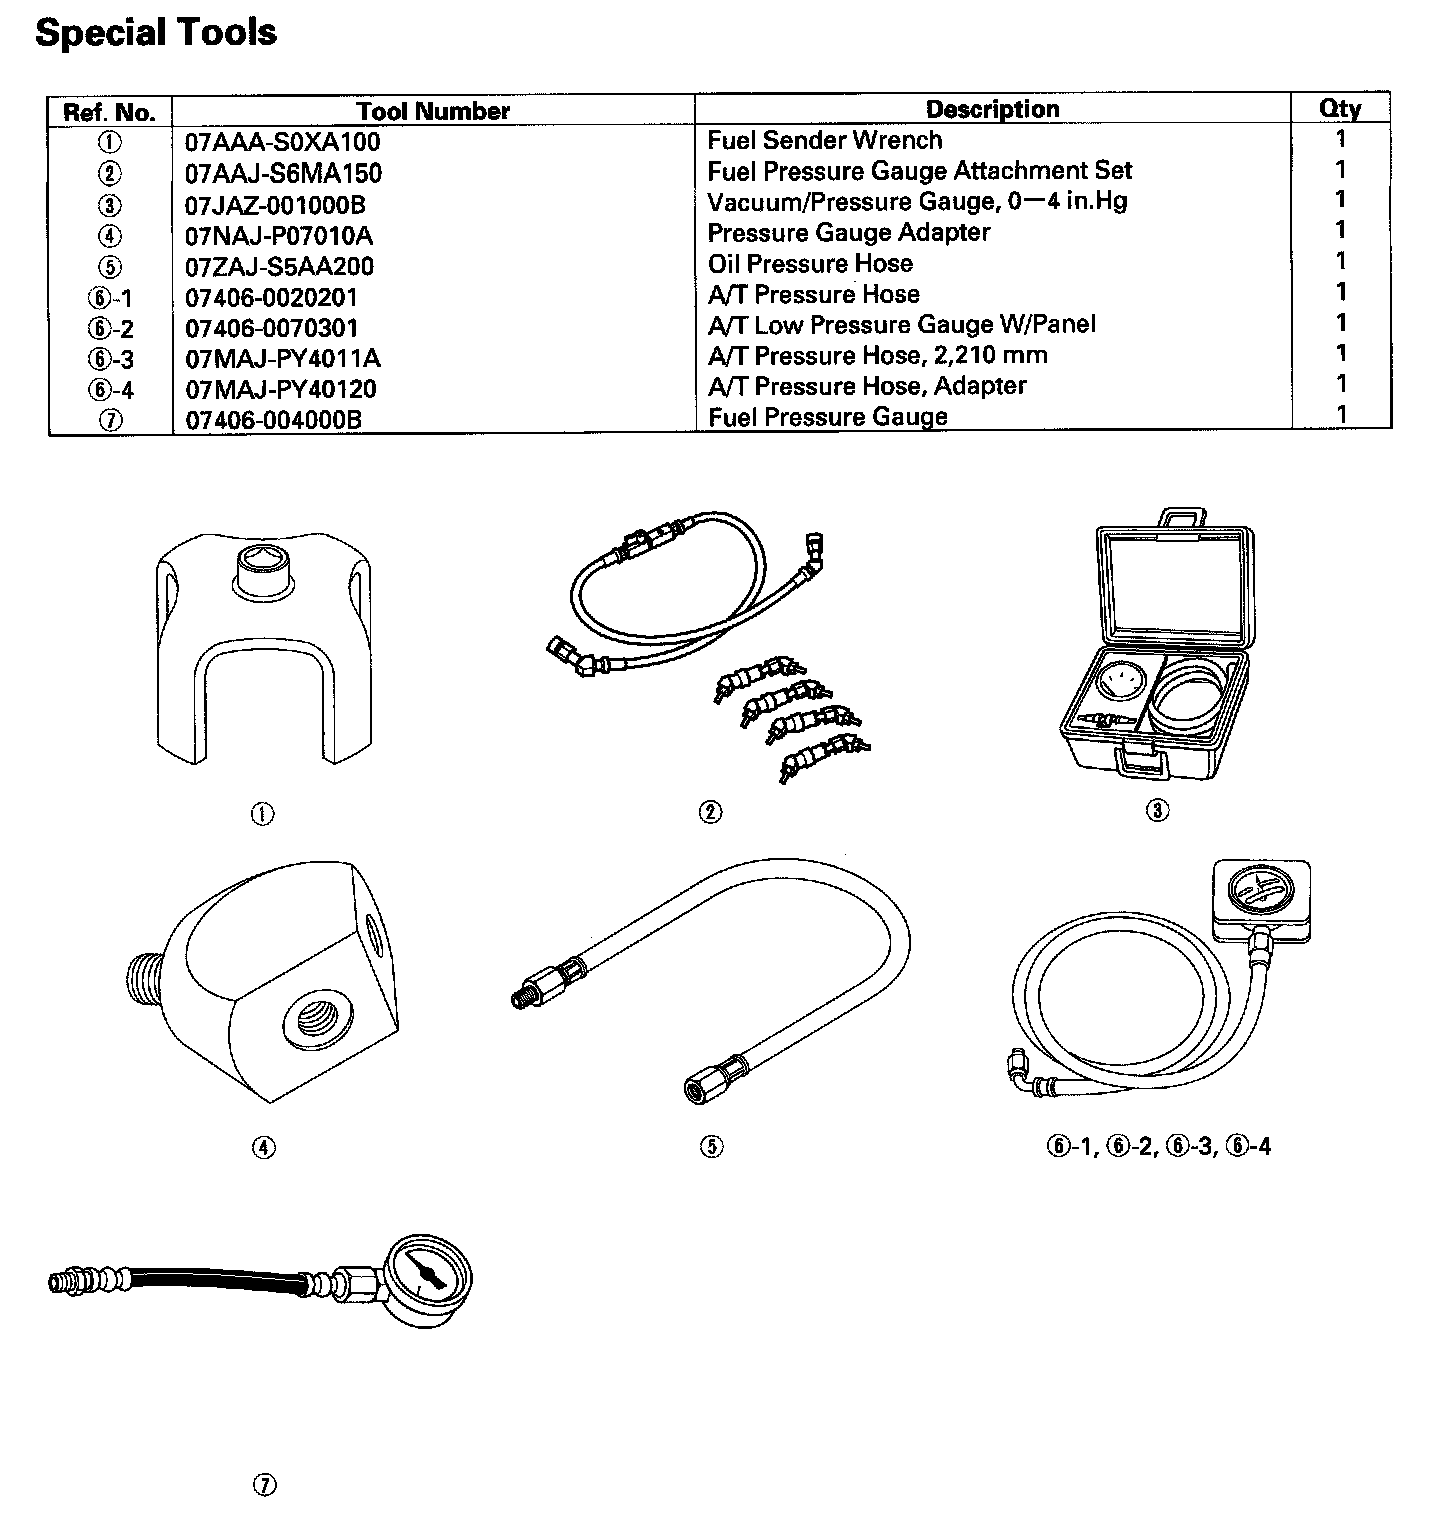 Special Tools
Ref. No. Tool Number Description Qty
① 07AAA-S0XA100 Fuel Sender Wrench 1
② 07AAJ-S6MA150 Fuel Pressure Gauge Attachment Set 1
③ 07JAZ-001000B Vacuum/Pressure Gauge, 0—4 in.Hg 1
④ 07NAJ-P07010A Pressure Gauge Adapter 1
⑤ 07ZAJ-S5AA200 Oil Pressure Hose 1
⑥-1 07406-0020201 A/T Pressure Hose 1
⑥-2 07406-0070301 A/T Low Pressure Gauge W/Panel 1
⑥-3 07MAJ-PY4011A A/T Pressure Hose, 2,210 mm 1
⑥-4 07MAJ-PY40120 A/T Pressure Hose, Adapter 1
⑦ 07406-004000B Fuel Pressure Gauge 1
① ② ③
④ ⑤ ⑥-1, ⑥-2, ⑥-3, ⑥-4
⑦